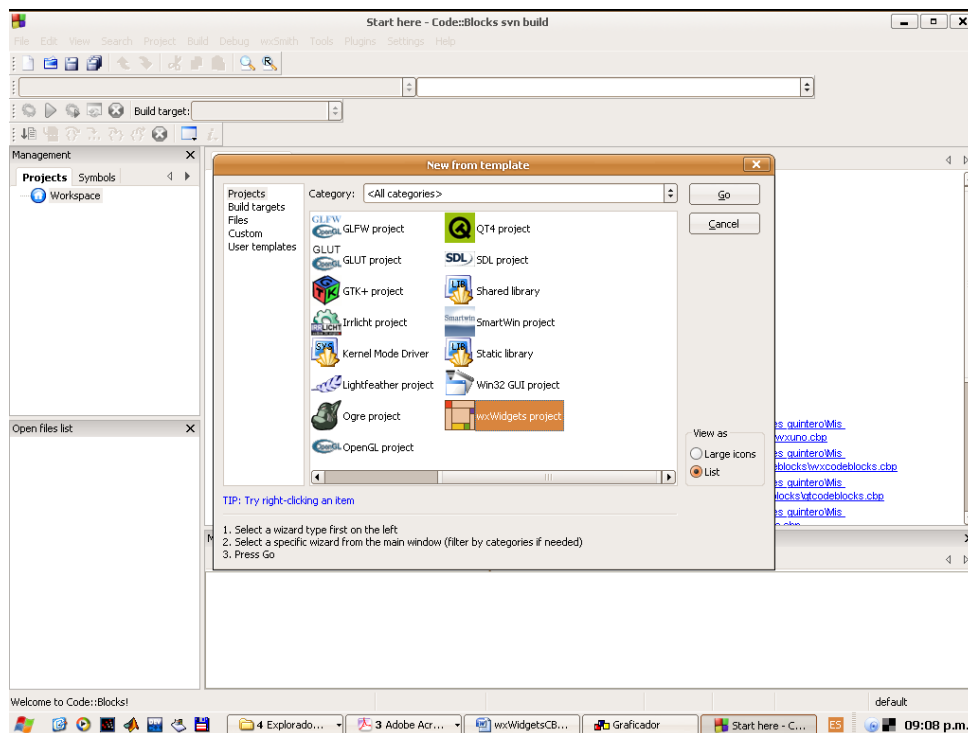 Start here - Code::Blocks svn build
File Edit View Search Project Build Debug wxSmith Tools Plugins Settings Help
Build target:
Management
Projects Symbols
Workspace
New from template
Projects
Build targets
Files
Custom
User templates
Category: <All categories>
Go
Cancel
GLFW project
QT4 project
GLUT project
SDL project
GTK+ project
Shared library
Irrlicht project
SmartWin project
Kernel Mode Driver
Static library
Lightfeather project
Win32 GUI project
Ogre project
wxWidgets project
OpenGL project
View as
Large icons
List
TIP: Try right-clicking an item
1. Select a wizard type first on the left
2. Select a specific wizard from the main window (filter by categories if needed)
3. Press Go
Open files list
es quintero\Mis
wxuno.cbp
es quintero\Mis
eblocks\wxcodeblocks.cbp
es quintero\Mis
locks\qtcodeblocks.cbp
es quintero\Mis
Welcome to Code::Blocks!
default
4 Explorado...
3 Adobe Acr...
wxWidgetsCB...
Graficador
Start here - C...
ES
09:08 p.m.